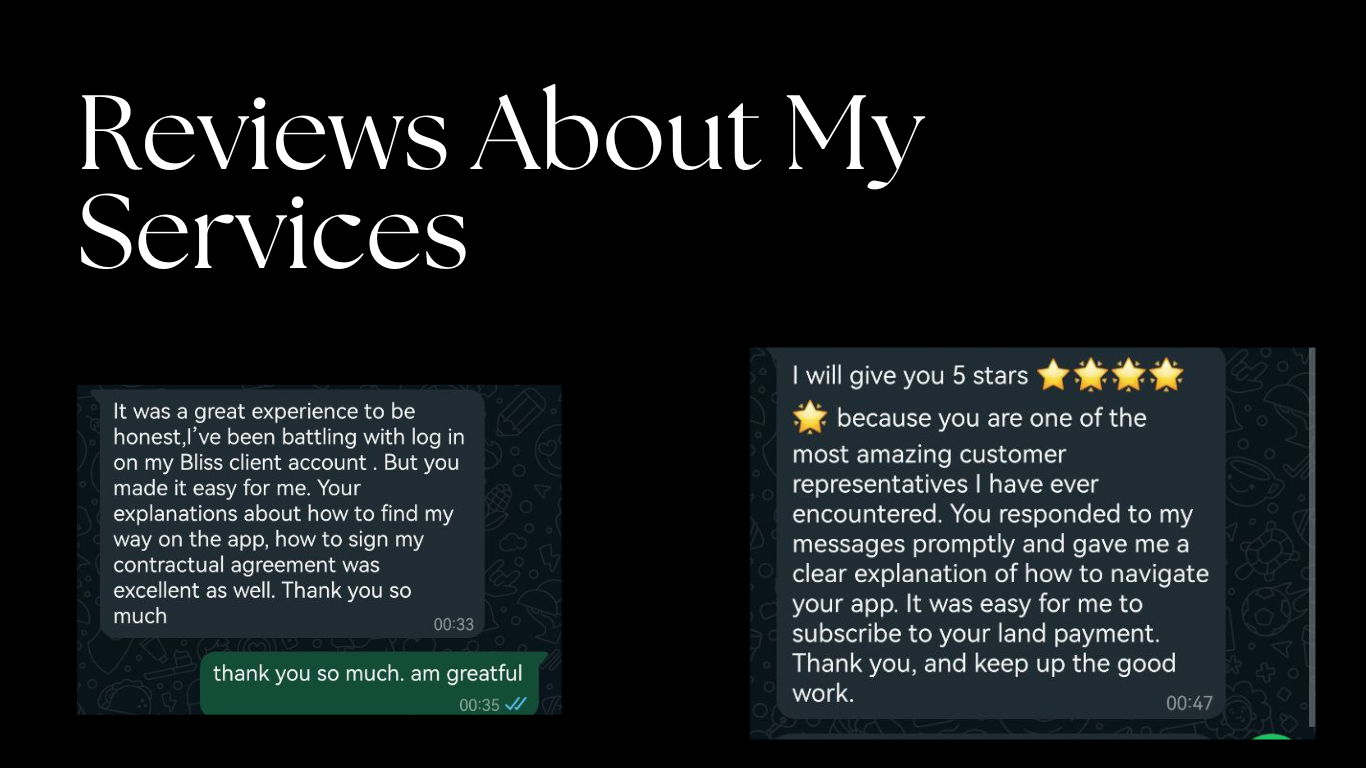 Reviews About My
Services
It was a great experience to be
honest,I’ve been battling with log in
on my Bliss client account . But you
made it easy for me. Your
explanations about how to find my
way on the app, how to sign my
contractual agreement was
excellent as well. Thank you so
much
00:33
thank you so much. am greatful
00:35
I will give you 5 stars ⭐🌟🌟🌟
🌟 because you are one of the
most amazing customer
representatives I have ever
encountered. You responded to my
messages promptly and gave me a
clear explanation of how to navigate
your app. It was easy for me to
subscribe to your land payment.
Thank you, and keep up the good
work.
00:47